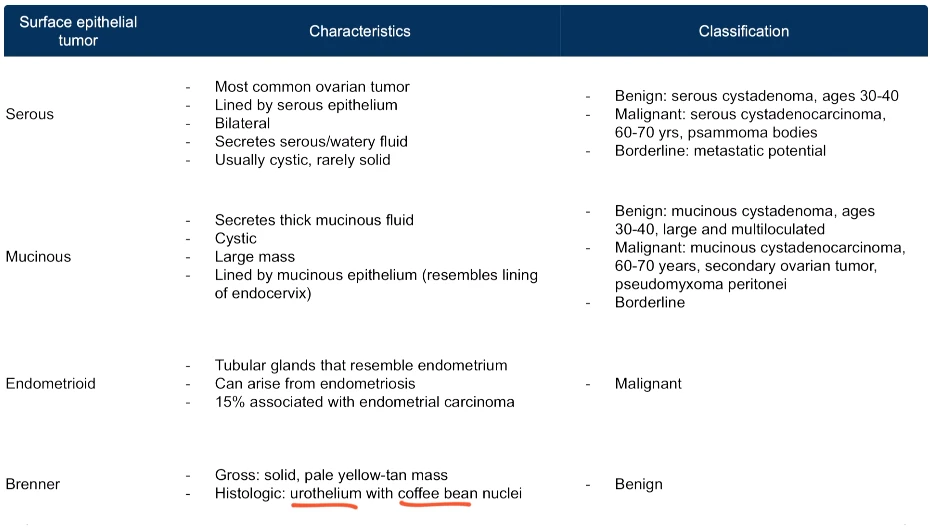 Surface epithelial
tumor
Characteristics
Classification
Serous
- Most common ovarian tumor
- Lined by serous epithelium
- Bilateral
- Secretes serous/watery fluid
- Usually cystic, rarely solid
- Benign: serous cystadenoma, ages 30-40
- Malignant: serous cystadenocarcinoma,
60-70 yrs, psammoma bodies
- Borderline: metastatic potential
Mucinous
- Secretes thick mucinous fluid
- Cystic
- Large mass
- Lined by mucinous epithelium (resembles lining
of endocervix)
- Benign: mucinous cystadenoma, ages
30-40, large and multiloculated
- Malignant: mucinous cystadenocarcinoma,
60-70 years, secondary ovarian tumor,
pseudomyxoma peritonei
- Borderline
Endometrioid
- Tubular glands that resemble endometrium
- Can arise from endometriosis
- 15% associated with endometrial carcinoma
- Malignant
Brenner
- Gross: solid, pale yellow-tan mass
- Histologic: urothelium with coffee bean nuclei
- Benign